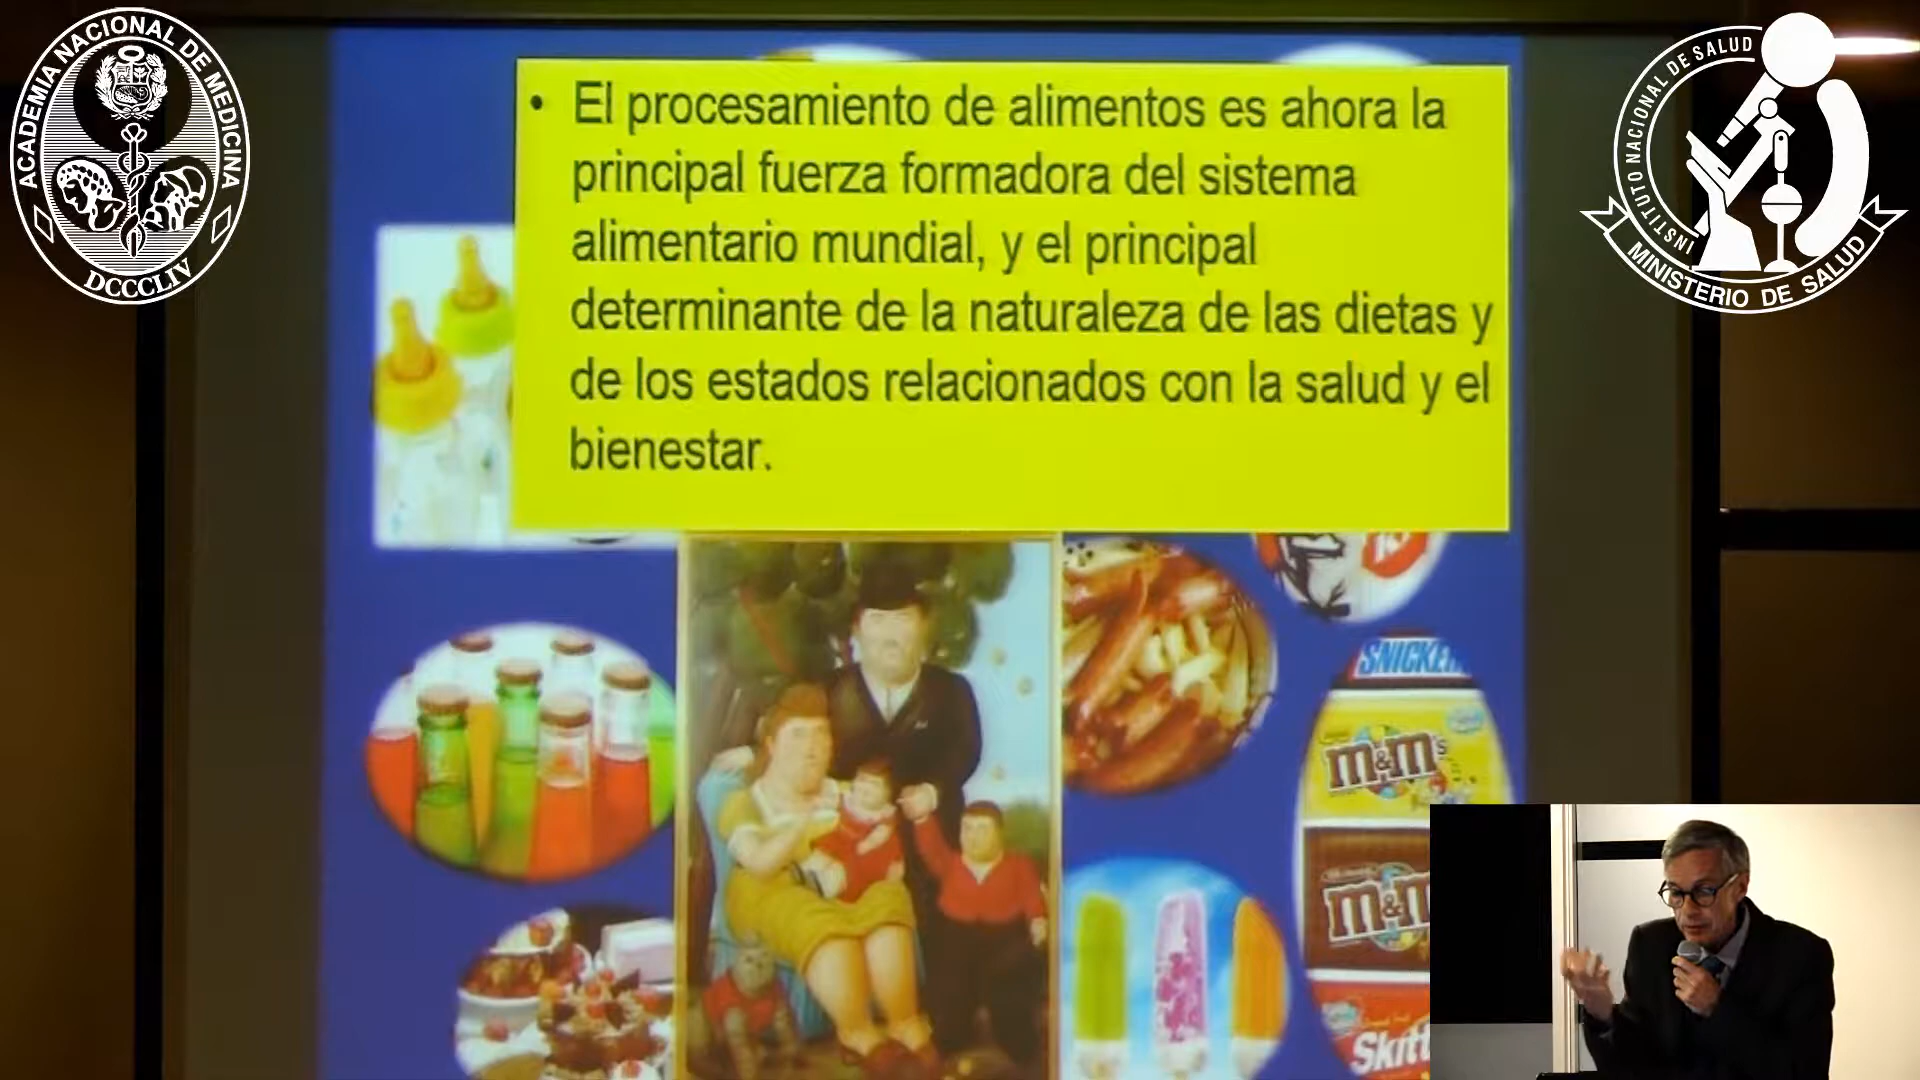 ACADEMIA NACIONAL DE MEDICINA
DCCCLIV
INSTITUTO NACIONAL DE SALUD
MINISTERIO DE SALUD
• El procesamiento de alimentos es ahora la
principal fuerza formadora del sistema
alimentario mundial, y el principal
determinante de la naturaleza de las dietas y
de los estados relacionados con la salud y el
bienestar.
SNICKE
m&m's
m&m
Skitt